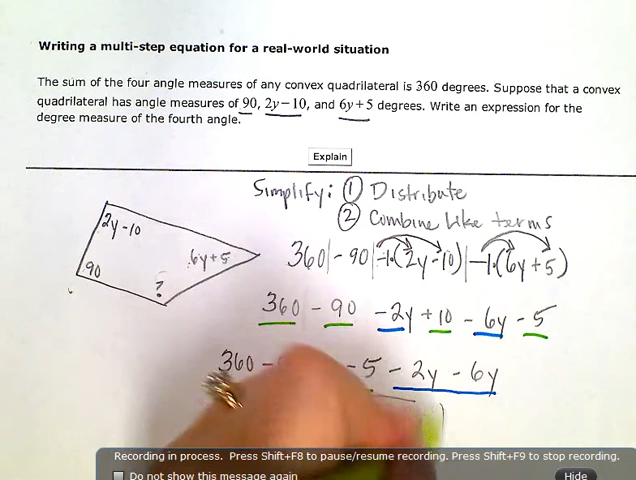 Writing a multi-step equation for a real-world situation
The sum of the four angle measures of any convex quadrilateral is 360 degrees. Suppose that a convex
quadrilateral has angle measures of 90, 2y−10, and 6y+5 degrees. Write an expression for the
degree measure of the fourth angle.
Explain
Simplify: ① Distribute
② Combine like terms
2y-10
6y+5
90
?
360|-90|-1·(2y-10)|-1·(6y+5)
360 - 90 -2y+10 -6y -5
360 - -5 - 2y - 6y
Recording in process. Press Shift+F8 to pause/resume recording. Press Shift+F9 to stop recording.
Do not show this message again
Hide